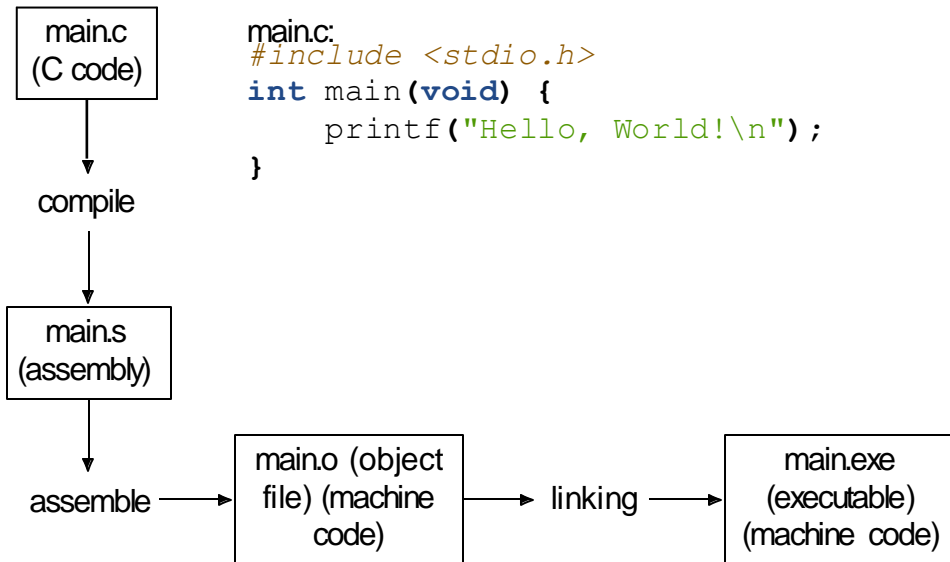 main.c
(C code)
main.c:
#include <stdio.h>
int main(void) {
    printf("Hello, World!\n");
}
compile
main.s
(assembly)
assemble
main.o (object
file) (machine
code)
linking
main.exe
(executable)
(machine code)